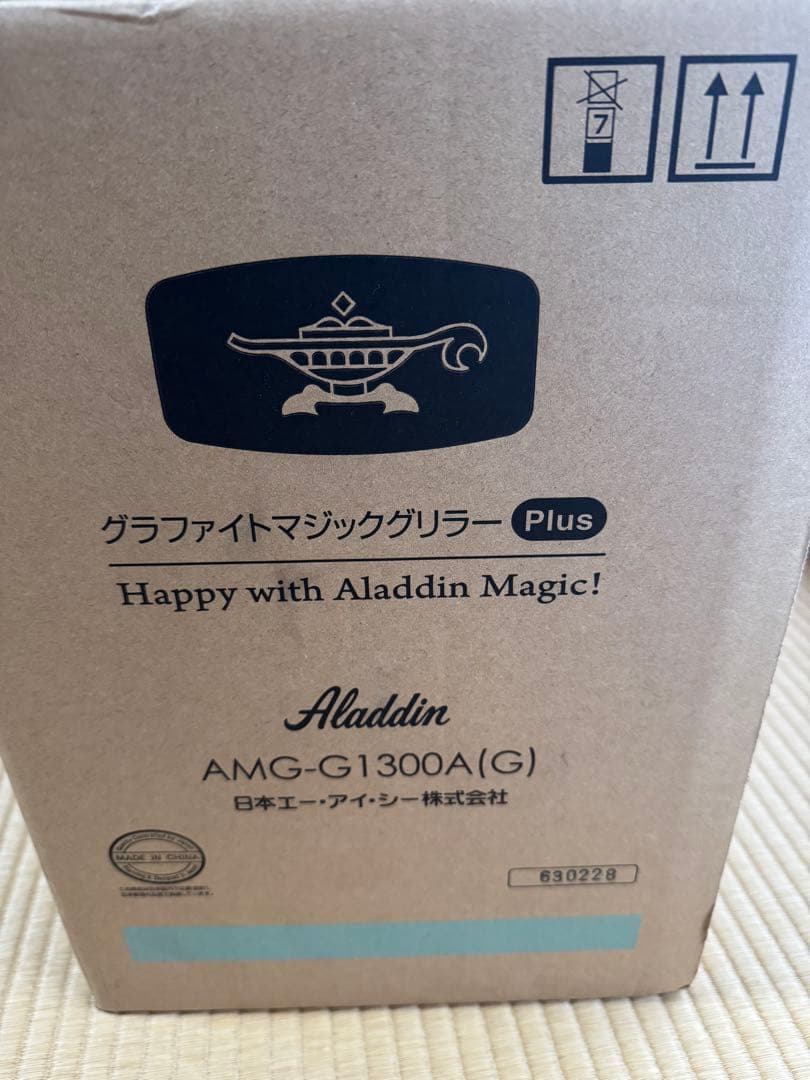 7
グラファイトマジックグリラー Plus
Happy with Aladdin Magic!
Aladdin
AMG-G1300A(G)
日本エー・アイ・シー株式会社
MADE IN CHINA
630228